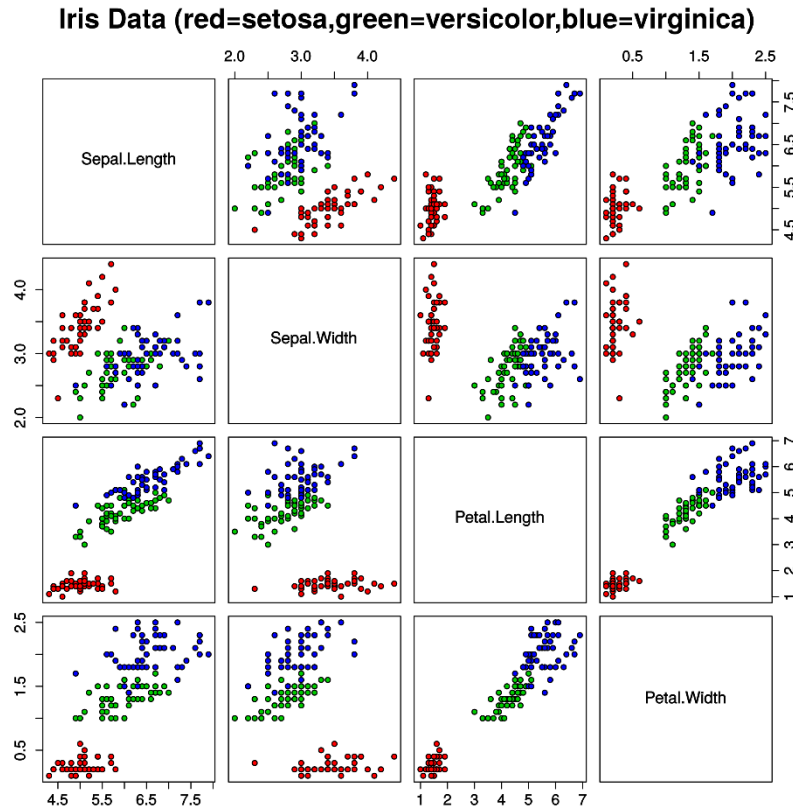 Iris Data (red=setosa,green=versicolor,blue=virginica)
2.0 3.0 4.0 0.5 1.5 2.5
Sepal.Length
4.5 5.5 6.5 7.5
2.0 3.0 4.0
Sepal.Width
Petal.Length
1 2 3 4 5 6 7
0.5 1.5 2.5
Petal.Width
4.5 5.5 6.5 7.5 1 2 3 4 5 6 7